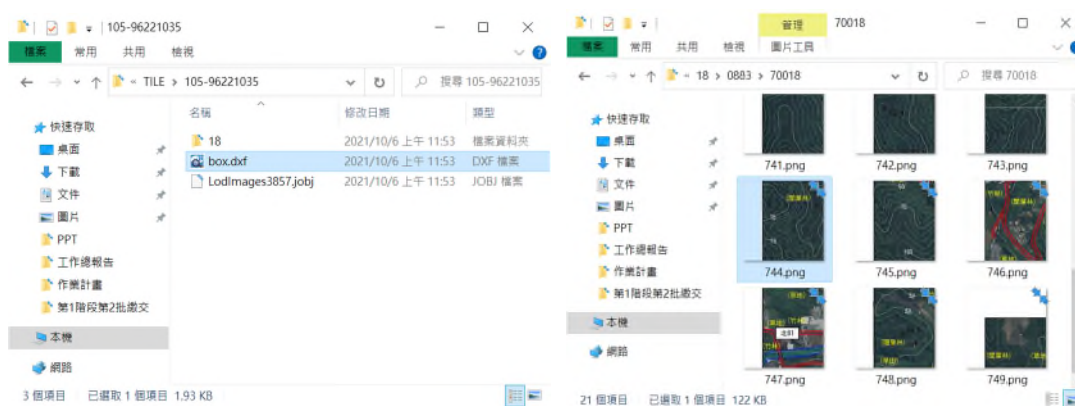 105-96221035
檔案 常用 共用 檢視
« TILE > 105-96221035
搜尋 105-96221035
名稱 修改日期 類型
18 2021/10/6 上午 11:53 檔案資料夾
box.dxf 2021/10/6 上午 11:53 DXF 檔案
LodImages3857.jobj 2021/10/6 上午 11:53 JOBJ 檔案
快速存取
桌面
下載
文件
圖片
PPT
工作總報告
作業計畫
第1階段第2批繳交
本機
網路
3 個項目 已選取 1 個項目 1.93 KB
管理 70018
檔案 常用 共用 檢視 圖片工具
« 18 > 0883 > 70018
搜尋 70018
快速存取
桌面
下載
文件
圖片
PPT
工作總報告
作業計畫
第1階段第2批繳交
本機
網路
741.png 742.png 743.png
744.png 745.png 746.png
747.png 748.png 749.png
21 個項目 已選取 1 個項目 122 KB